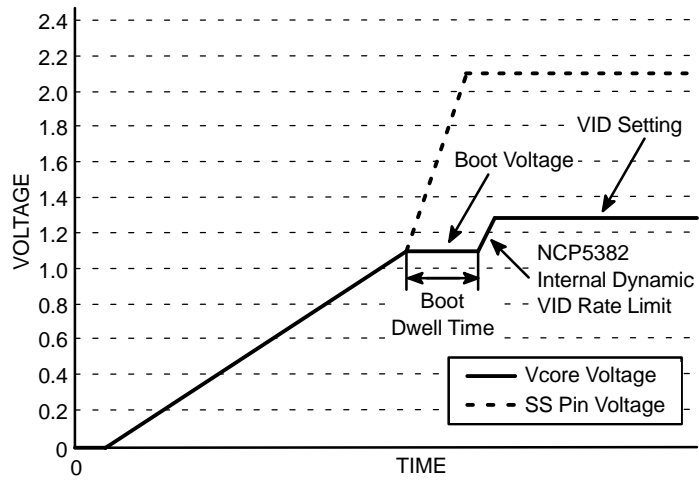 2.4
2.2
2.0
1.8
1.6
1.4
1.2
1.0
0.8
0.6
0.4
0.2
0
VOLTAGE
VID Setting
Boot Voltage
NCP5382
Internal Dynamic
VID Rate Limit
Boot
Dwell Time
Vcore Voltage
SS Pin Voltage
0
TIME